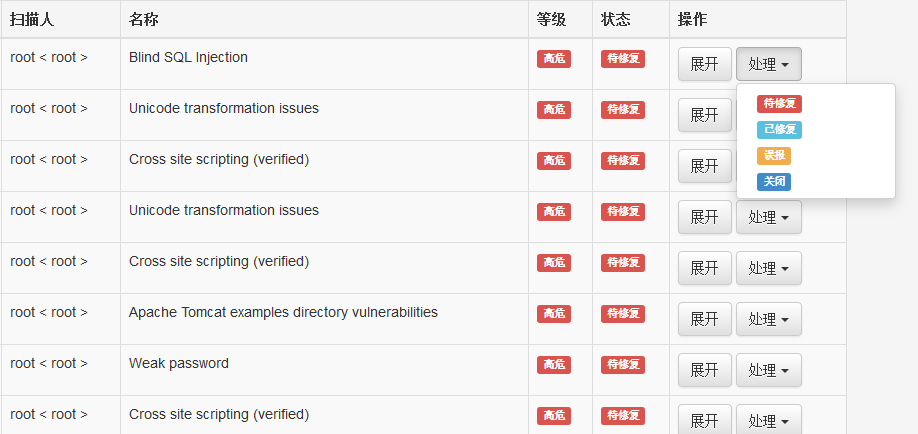 扫描人 名称 等级 状态 操作
root < root > Blind SQL Injection 高危 待修复 展开 处理
待修复
root < root > Unicode transformation issues 高危 待修复 展开
已修复
误报
root < root > Cross site scripting (verified) 高危 待修复 展开
关闭
root < root > Unicode transformation issues 高危 待修复 展开 处理
root < root > Cross site scripting (verified) 高危 待修复 展开 处理
root < root > Apache Tomcat examples directory vulnerabilities 高危 待修复 展开 处理
root < root > Weak password 高危 待修复 展开 处理
root < root > Cross site scripting (verified) 高危 待修复 展开 处理